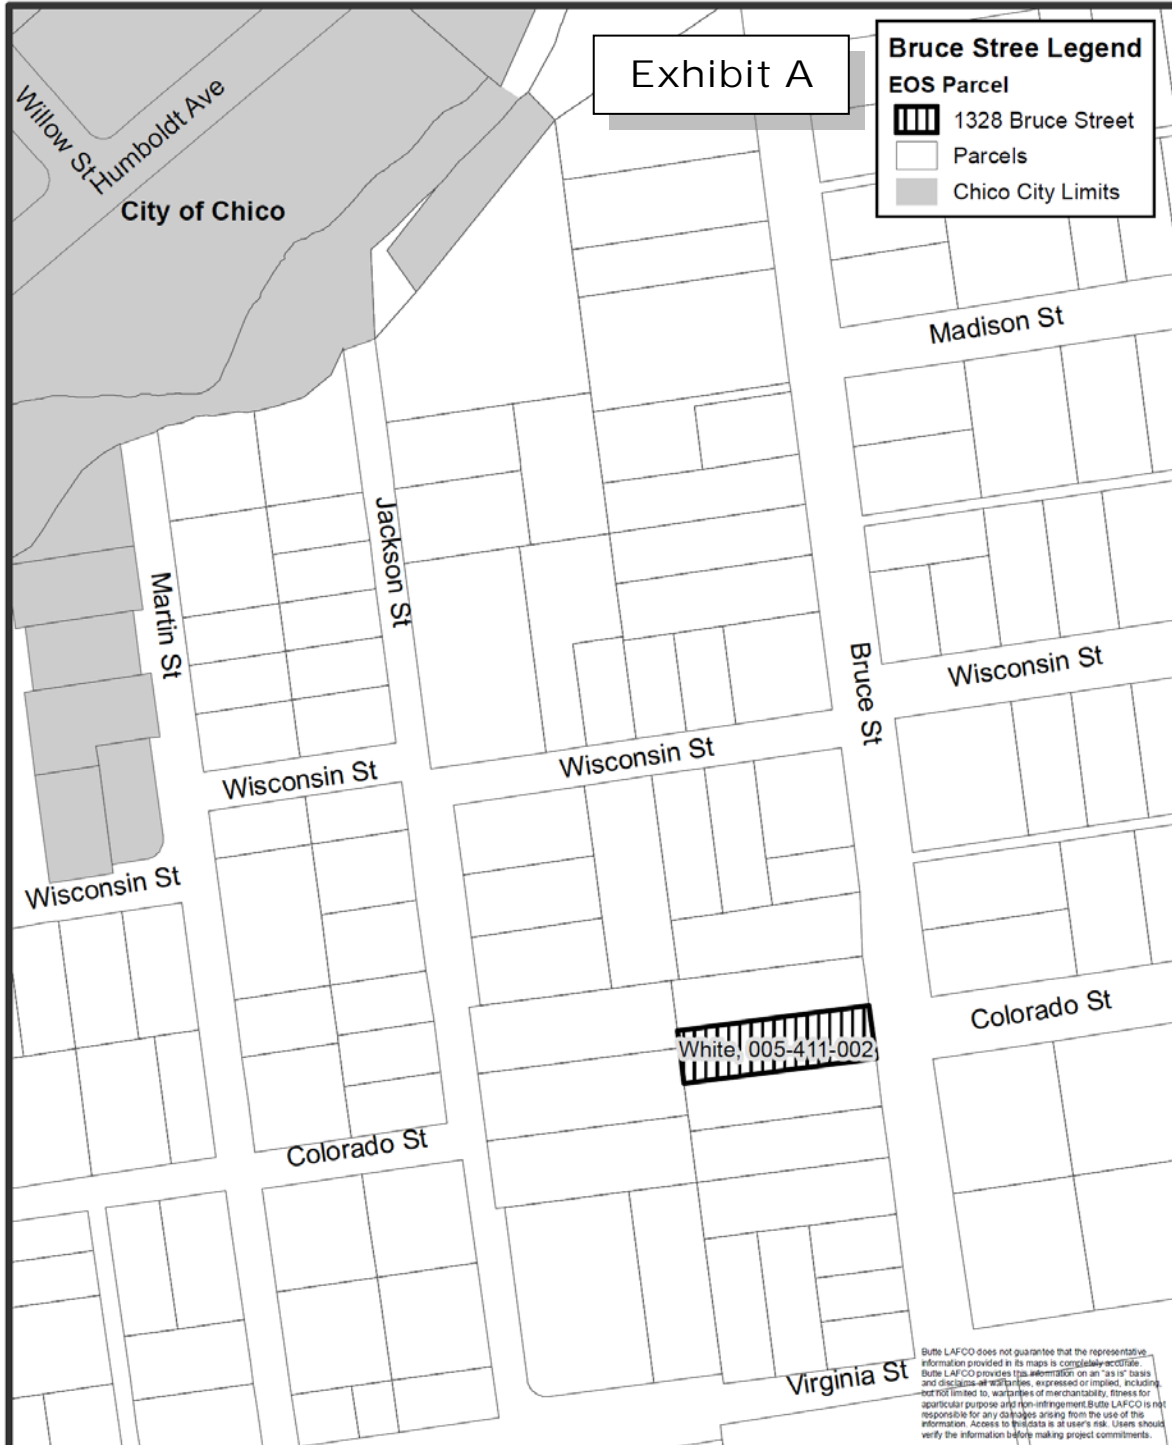 Exhibit A
Bruce Stree Legend
EOS Parcel
1328 Bruce Street
Parcels
Chico City Limits
Willow St
Humboldt Ave
City of Chico
Madison St
Jackson St
Martin St
Bruce St
Wisconsin St
Wisconsin St
Wisconsin St
Wisconsin St
Colorado St
White, 005-411-002
Colorado St
Virginia St
Butte LAFCO does not guarantee that the representative
information provided in its maps is completely accurate.
Butte LAFCO provides this information on an "as is" basis
and disclaims all warranties, expressed or implied, including,
but not limited to, warranties of merchantability, fitness for
aparticular purpose and non-infringement.Butte LAFCO is not
responsible for any damages arising from the use of this
information. Access to this data is at user's risk. Users should
verify the information before making project commitments.